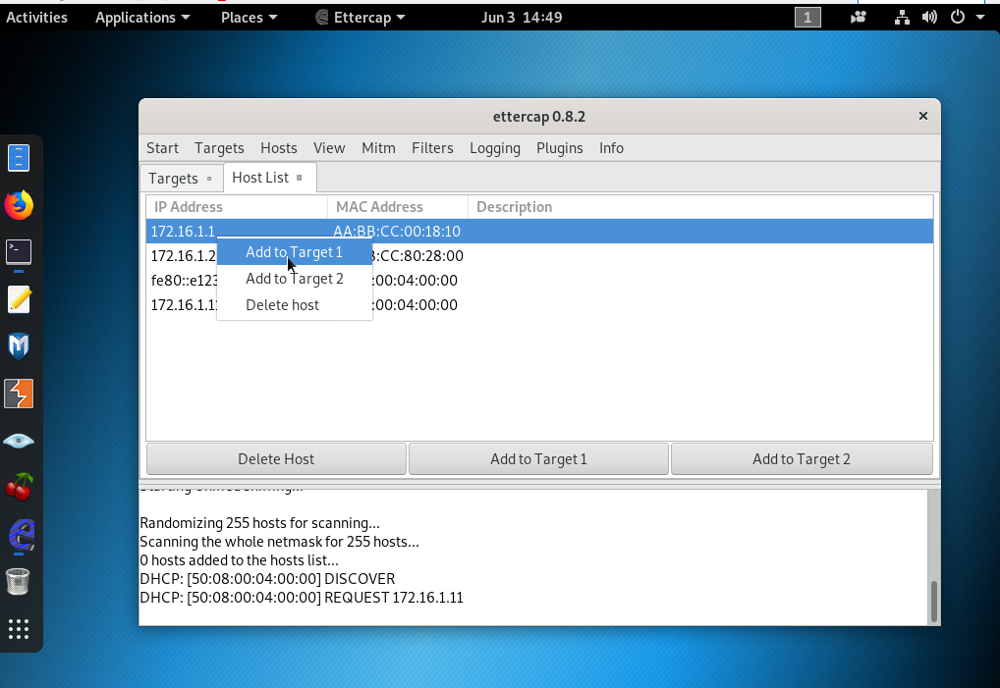 Activities Applications Places Ettercap Jun 3 14:49 1
ettercap 0.8.2 ×
Start Targets Hosts View Mitm Filters Logging Plugins Info
Targets Host List
IP Address MAC Address Description
172.16.1.1 AA:BB:CC:00:18:10
172.16.1.2 :CC:80:28:00
fe80::e123 :00:04:00:00
172.16.1.1 :00:04:00:00
Add to Target 1
Add to Target 2
Delete host
Delete Host Add to Target 1 Add to Target 2
Randomizing 255 hosts for scanning...
Scanning the whole netmask for 255 hosts...
0 hosts added to the hosts list...
DHCP: [50:08:00:04:00:00] DISCOVER
DHCP: [50:08:00:04:00:00] REQUEST 172.16.1.11